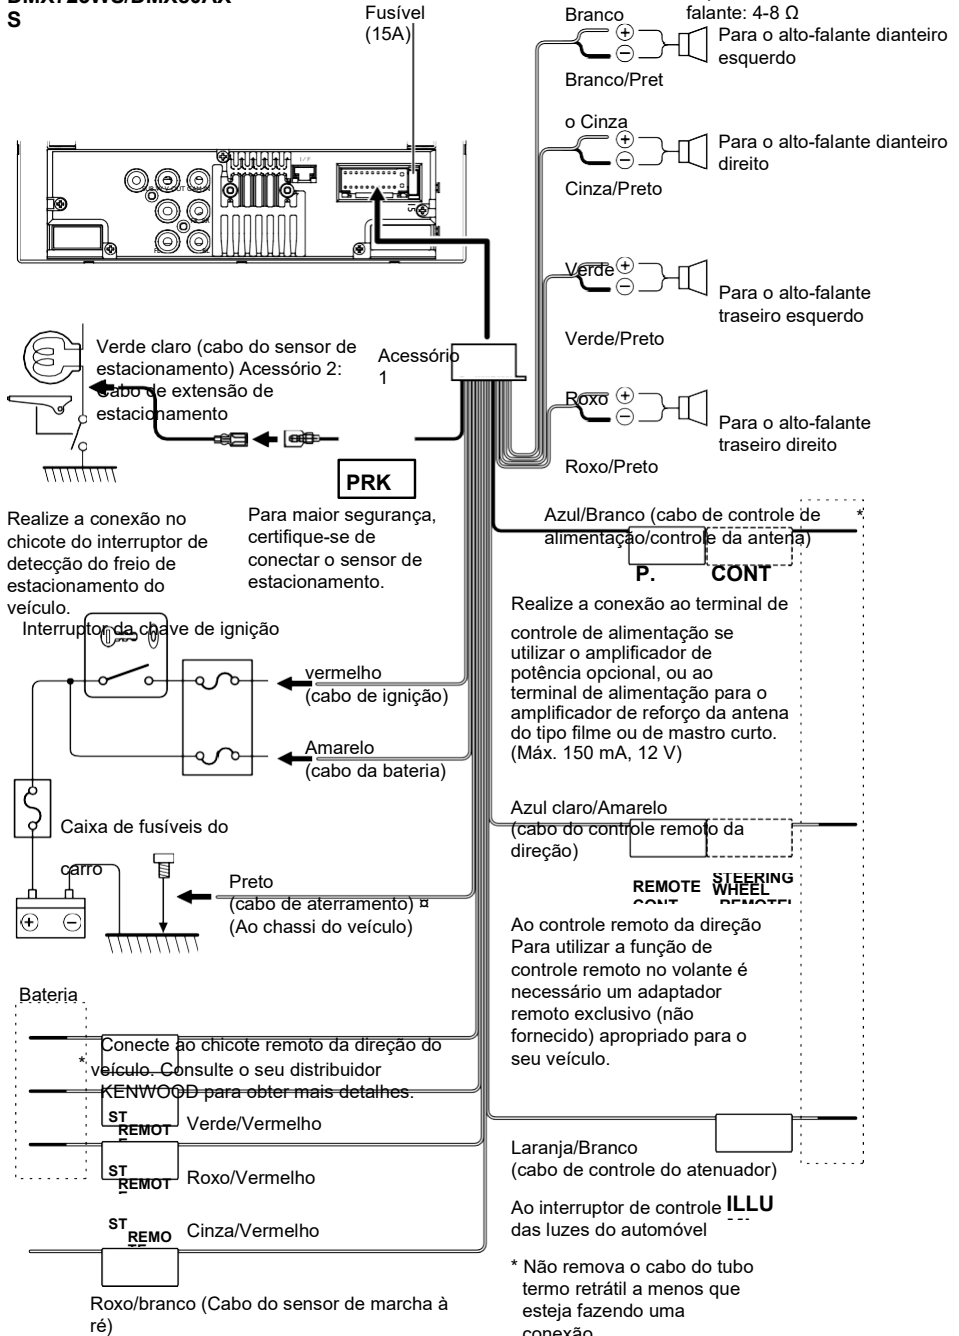 S
Fusível
(15A)
Branco
falante: 4-8 Ω
Para o alto-falante dianteiro
esquerdo
Branco/Pret
o Cinza
Para o alto-falante dianteiro
direito
Cinza/Preto
Verde
Para o alto-falante
traseiro esquerdo
Verde/Preto
Roxo
Para o alto-falante
traseiro direito
Roxo/Preto
I/F
15
Verde claro (cabo do sensor de
estacionamento) Acessório 2:
Cabo de extensão de
estacionamento
Acessório
1
PRK
Realize a conexão no
chicote do interruptor de
detecção do freio de
estacionamento do
veículo.
Para maior segurança,
certifique-se de
conectar o sensor de
estacionamento.
Interruptor da chave de ignição
vermelho
(cabo de ignição)
Amarelo
(cabo da bateria)
Caixa de fusíveis do
carro
Preto
(cabo de aterramento) ¤
(Ao chassi do veículo)
Bateria
Conecte ao chicote remoto da direção do
* veículo. Consulte o seu distribuidor
KENWOOD para obter mais detalhes.
ST
REMOT
Verde/Vermelho
ST
REMOT
Roxo/Vermelho
ST
REMO
Cinza/Vermelho
Roxo/branco (Cabo do sensor de marcha à
ré)
Azul/Branco (cabo de controle de *
alimentação/controle da antena)
P. CONT
Realize a conexão ao terminal de
controle de alimentação se
utilizar o amplificador de
potência opcional, ou ao
terminal de alimentação para o
amplificador de reforço da antena
do tipo filme ou de mastro curto.
(Máx. 150 mA, 12 V)
Azul claro/Amarelo
(cabo do controle remoto da
direção)
REMOTE
CONT
STEERING
WHEEL
REMOTE
Ao controle remoto da direção
Para utilizar a função de
controle remoto no volante é
necessário um adaptador
remoto exclusivo (não
fornecido) apropriado para o
seu veículo.
Laranja/Branco
(cabo de controle do atenuador)
Ao interruptor de controle ILLU
das luzes do automóvel
* Não remova o cabo do tubo
termo retrátil a menos que
esteja fazendo uma
conexão